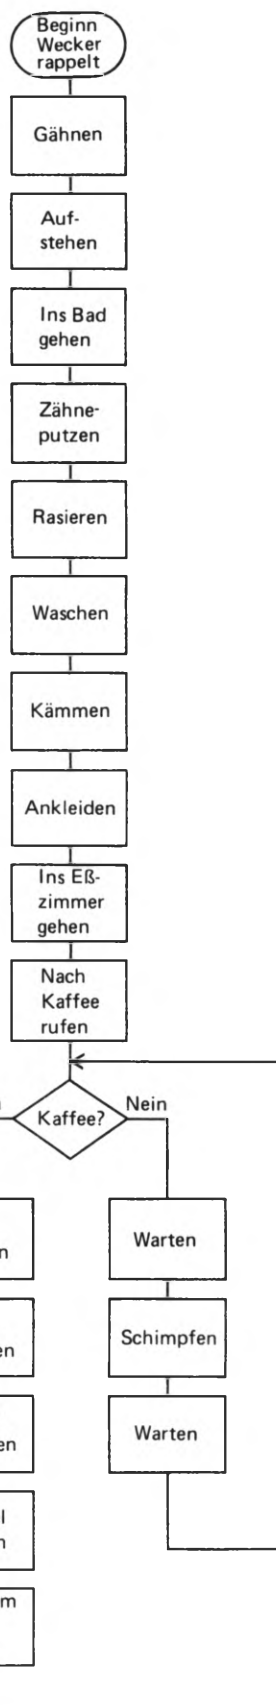 Beginn
Wecker
rappelt
Gähnen
Auf-
stehen
Ins Bad
gehen
Zähne-
putzen
Rasieren
Waschen
Kämmen
Ankleiden
Ins Eß-
zimmer
gehen
Nach
Kaffee
rufen
Kaffee?
Nein
Warten
Schimpfen
Warten